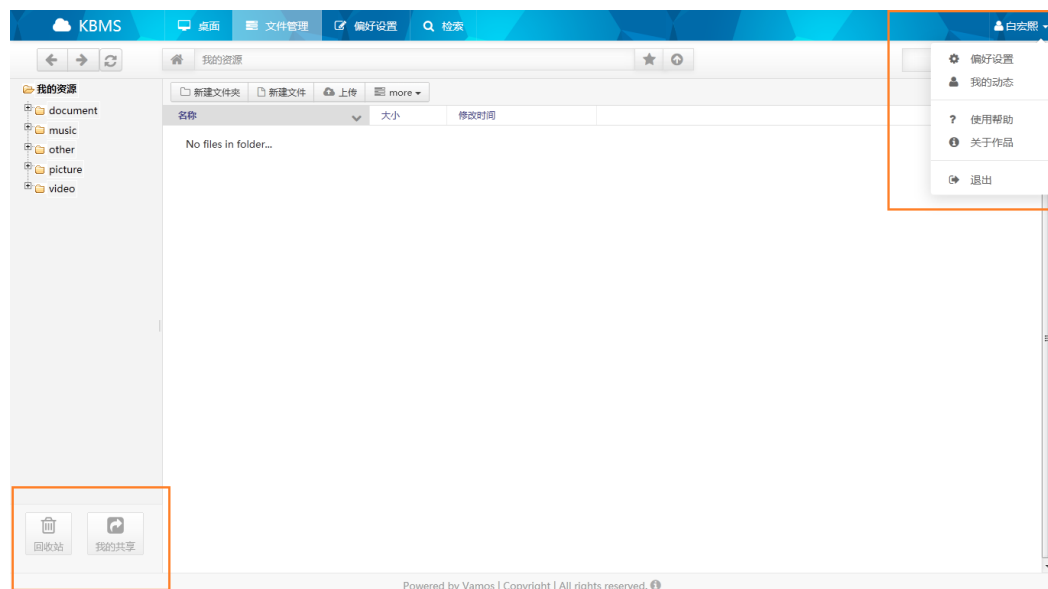 KBMS 桌面 文件管理 偏好设置 检索 白宏熙
我的资源
偏好设置
我的动态
使用帮助
关于作品
退出
我的资源
document
music
other
picture
video
新建文件夹 新建文件 上传 more
名称 大小 修改时间
No files in folder...
回收站 我的共享
Powered by Vamos | Copyright | All rights reserved.